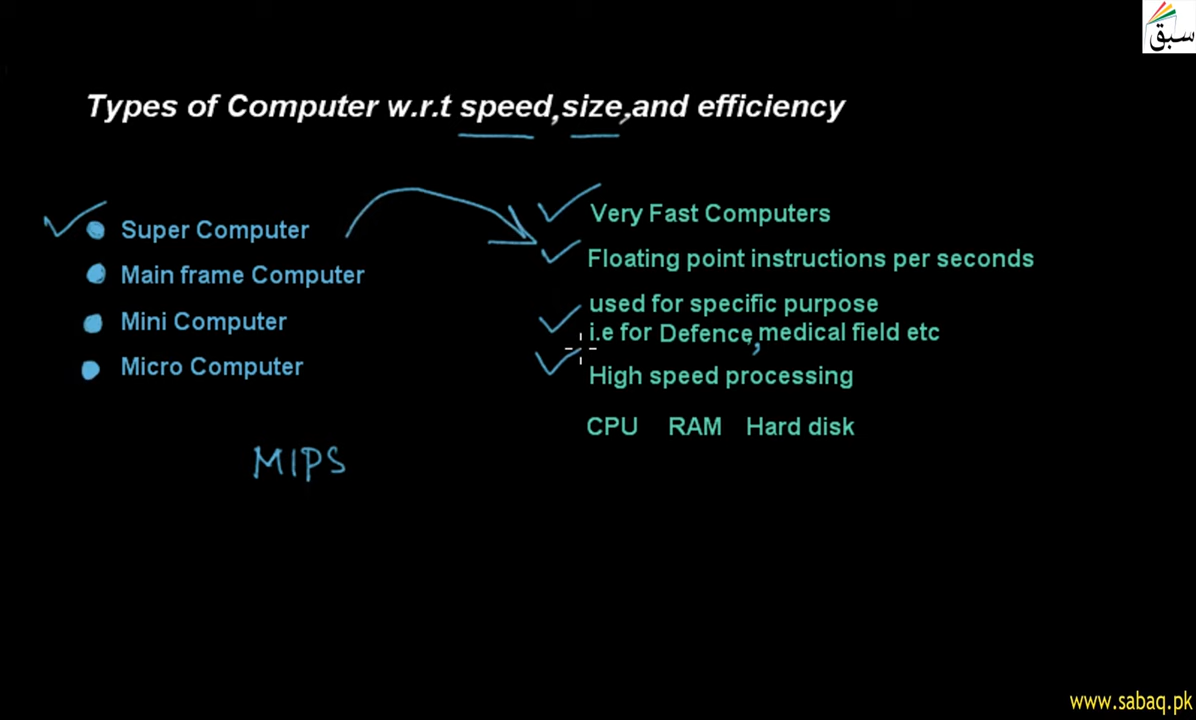 سبق
Types of Computer w.r.t speed,size,and efficiency
Super Computer
Main frame Computer
Mini Computer
Micro Computer
MIPS
Very Fast Computers
Floating point instructions per seconds
used for specific purpose
i.e for Defence,medical field etc
High speed processing
CPU RAM Hard disk
www.sabaq.pk